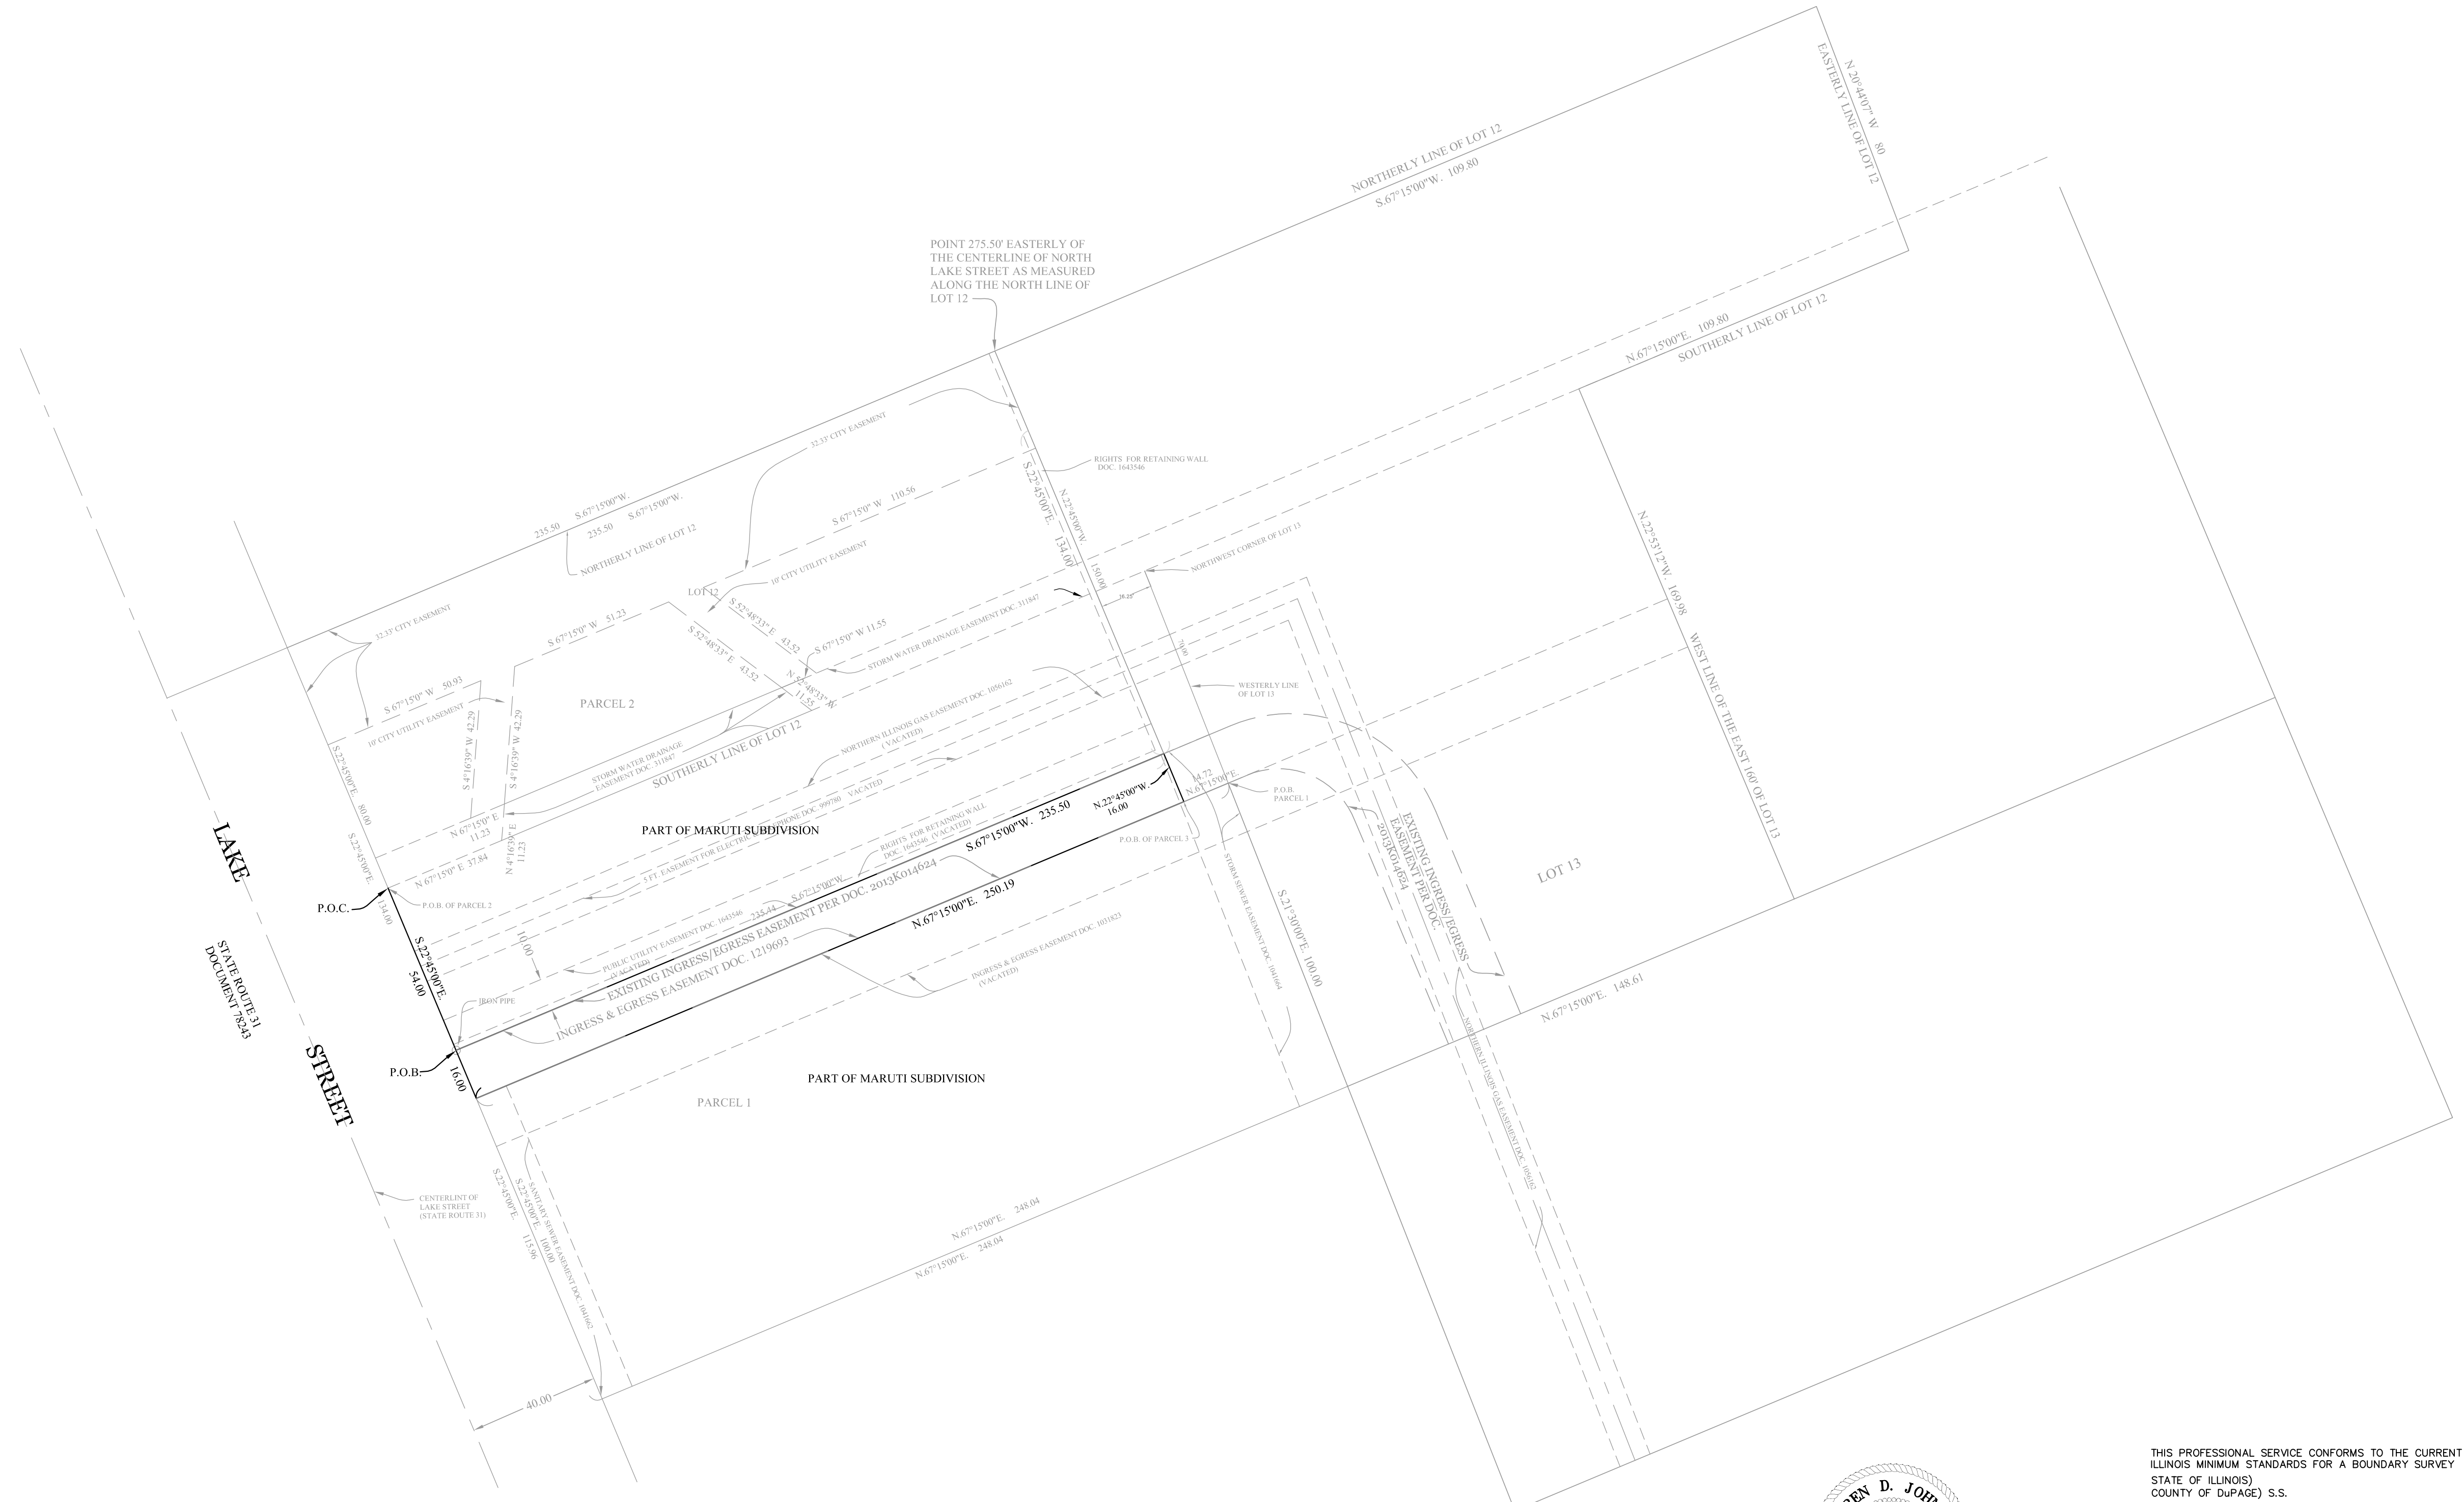 NORTHERLY LINE OF LOT 12
S.67°15'00"W. 109.80
N 20°44'07" W 80
EASTERLY LINE OF LOT 12
POINT 275.50' EASTERLY OF
THE CENTERLINE OF NORTH
LAKE STREET AS MEASURED
ALONG THE NORTH LINE OF
LOT 12
N.67°15'00"E. 109.80
SOUTHERLY LINE OF LOT 12
32.33' CITY EASEMENT
RIGHTS FOR RETAINING WALL
DOC. 1643546
S.22°45'00"E. 134.00
N.22°45'00"W. 150.00
235.50 S.67°15'00"W.
235.50 S.67°15'00"W.
NORTHERLY LINE OF LOT 12
S 67°15'0" W 110.56
10' CITY UTILITY EASEMENT
NORTHWEST CORNER OF LOT 13
N.22°53'12"W. 169.98
WEST LINE OF THE EAST 160' OF LOT 13
LOT 12
S 52°48'33" E 43.52
S 52°48'33" E 43.52
S 67°15'0" W 11.55
N 52°48'33" W
11.55
STORM WATER DRAINAGE EASEMENT DOC. 311847
S 67°15'0" W 51.23
32.33' CITY EASEMENT
70.00
WESTERLY LINE
OF LOT 13
S 67°15'0" W 50.93
10' CITY UTILITY EASEMENT
S 4°16'39" W 42.29
S 4°16'39" W 42.29
PARCEL 2
NORTHERN ILLINOIS GAS EASEMENT DOC. 1056162
(VACATED)
S.22°45'00"E. 80.00
STORM WATER DRAINAGE
EASEMENT DOC. 311847
SOUTHERLY LINE OF LOT 12
N 67°15'0" E
11.23
N 4°16'39" E
11.23
N 67°15'0" E 37.84
S.22°45'00"E.
134.00
LAKE
STREET
STATE ROUTE 31
DOCUMENT 78243
P.O.C.
P.O.B. OF PARCEL 2
PART OF MARUTI SUBDIVISION
5 FT. EASEMENT FOR ELECTRIC EPHONE DOC. 999780 VACATED
RIGHTS FOR RETAINING WALL
DOC. 1643546 (VACATED)
S.67°15'00"W. 235.50
N.22°45'00"W.
16.00
14.72
N.67°15'00"E.
P.O.B.
PARCEL 1
P.O.B. OF PARCEL 3
235.44 S.67°15'00"W.
PUBLIC UTILITY EASEMENT DOC. 1643546
(VACATED)
EXISTING INGRESS/EGRESS EASEMENT PER DOC. 2013K014624
INGRESS & EGRESS EASEMENT DOC. 1219693
N.67°15'00"E. 250.19
INGRESS & EGRESS EASEMENT DOC. 1031823
(VACATED)
10.00
IRON PIPE
S.22°45'00"E.
54.00
P.O.B.
16.00
STORM SEWER EASEMENT DOC. 1041664
S.21°30'00"E. 100.00
EXISTING INGRESS/EGRESS
EASEMENT PER DOC.
2013K014624
LOT 13
N.67°15'00"E. 148.61
NORTHERN ILLINOIS GAS EASEMENT DOC. 1056162
PART OF MARUTI SUBDIVISION
PARCEL 1
CENTERLINT OF
LAKE STREET
(STATE ROUTE 31)
S.22°45'00"E. 115.96
S.22°45'00"E. 100.00
SANITARY SEWER EASEMENT DOC. 1041662
N.67°15'00"E. 248.04
N.67°15'00"E. 248.04
40.00
THIS PROFESSIONAL SERVICE CONFORMS TO THE CURRENT
ILLINOIS MINIMUM STANDARDS FOR A BOUNDARY SURVEY
STATE OF ILLINOIS)
COUNTY OF DuPAGE) S.S.
D.